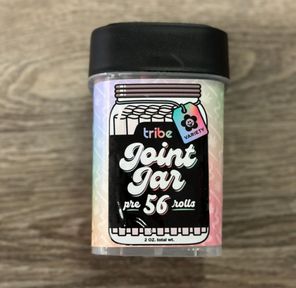 tribe
VARIETY
Joint
Jar
pre 56 rolls
2 OZ. total wt.